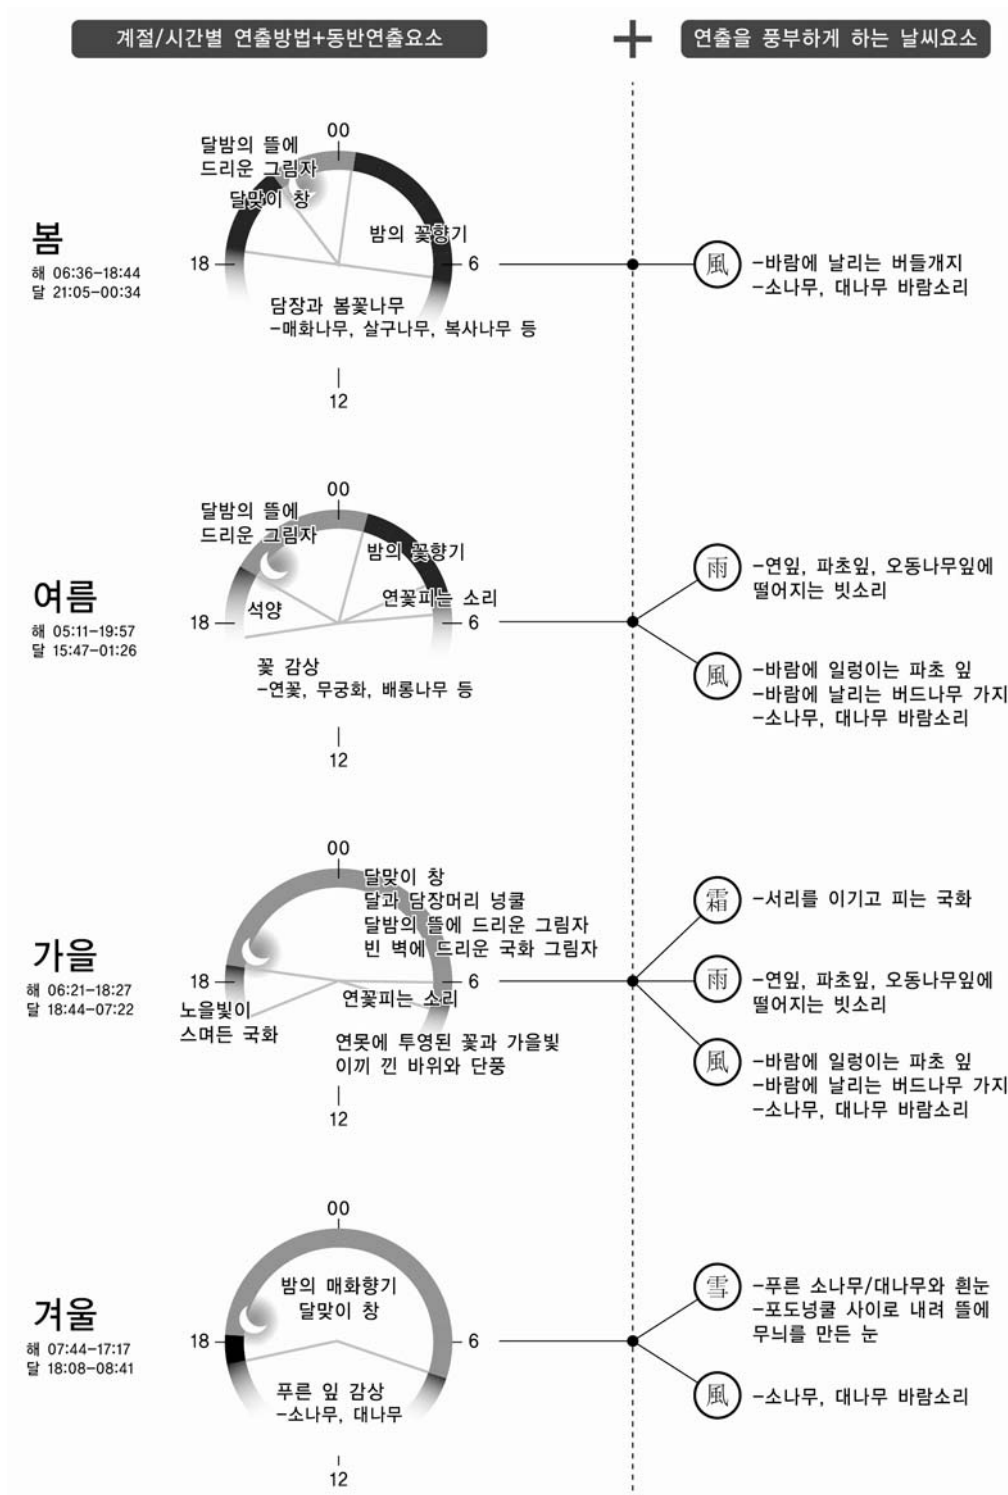 계절/시간별 연출방법+동반연출요소
+
연출을 풍부하게 하는 날씨요소
봄
해 06:36-18:44
달 21:05-00:34
00
달밤의 뜰에
드리운 그림자
달맞이 창
밤의 꽃향기
18
6
담장과 봄꽃나무
-매화나무, 살구나무, 복사나무 등
12
風
-바람에 날리는 버들개지
-소나무, 대나무 바람소리
여름
해 05:11-19:57
달 15:47-01:26
00
달밤의 뜰에
드리운 그림자
밤의 꽃향기
석양
연꽃피는 소리
18
6
꽃 감상
-연꽃, 무궁화, 배롱나무 등
12
雨
-연잎, 파초잎, 오동나무잎에
떨어지는 빗소리
風
-바람에 일렁이는 파초 잎
-바람에 날리는 버드나무 가지
-소나무, 대나무 바람소리
가을
해 06:21-18:27
달 18:44-07:22
00
달맞이 창
달과 담장머리 넝쿨
달밤의 뜰에 드리운 그림자
빈 벽에 드리운 국화 그림자
18
6
연꽃피는 소리
노을빛이
스며든 국화
연못에 투영된 꽃과 가을빛
이끼 낀 바위와 단풍
12
霜
-서리를 이기고 피는 국화
雨
-연잎, 파초잎, 오동나무잎에
떨어지는 빗소리
風
-바람에 일렁이는 파초 잎
-바람에 날리는 버드나무 가지
-소나무, 대나무 바람소리
겨울
해 07:44-17:17
달 18:08-08:41
00
밤의 매화향기
달맞이 창
18
6
푸른 잎 감상
-소나무, 대나무
12
雪
-푸른 소나무/대나무와 흰눈
-포도넝쿨 사이로 내려 뜰에
무늬를 만든 눈
風
-소나무, 대나무 바람소리